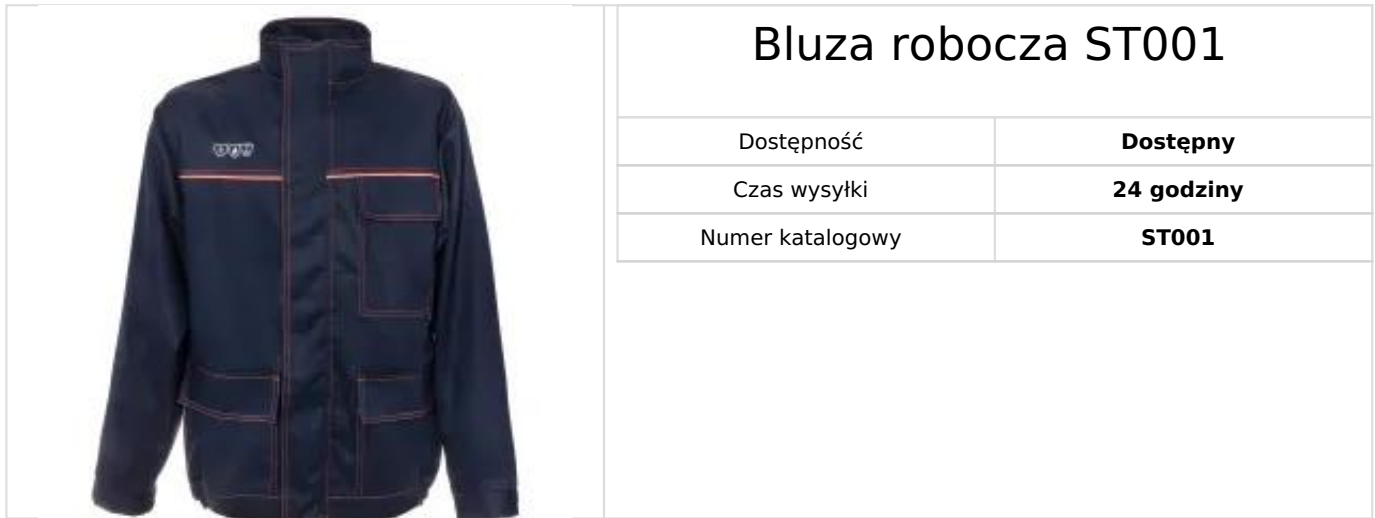 Bluza robocza ST001
Dostępność Dostępny
Czas wysyłki 24 godziny
Numer katalogowy ST001